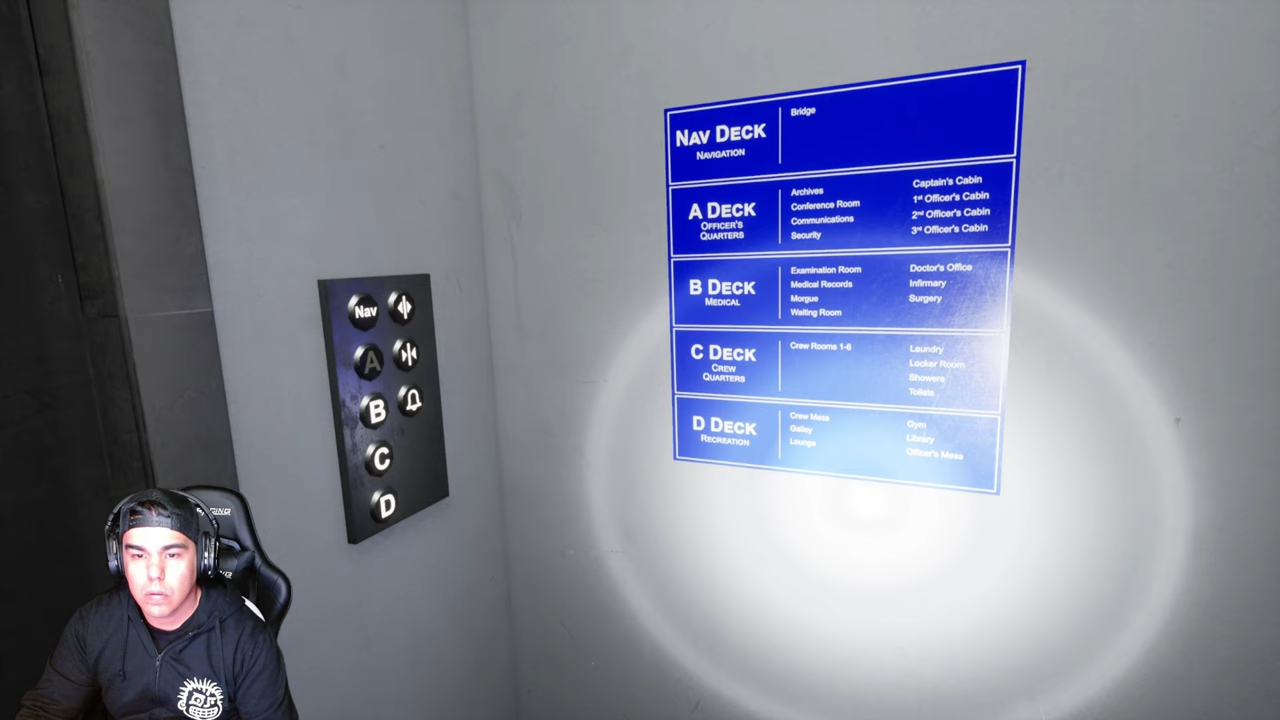 Nav Deck
Navigation
Bridge
A Deck
Officer's
Quarters
Archives
Conference Room
Communications
Security
Captain's Cabin
1st Officer's Cabin
2nd Officer's Cabin
3rd Officer's Cabin
B Deck
Medical
Examination Room
Medical Records
Morgue
Waiting Room
Doctor's Office
Infirmary
Surgery
C Deck
Crew
Quarters
Crew Rooms 1-6
Laundry
Locker Room
Showers
Toilets
D Deck
Recreation
Crew Mess
Galley
Lounge
Gym
Library
Officer's Mess
Nav
A
B
C
D